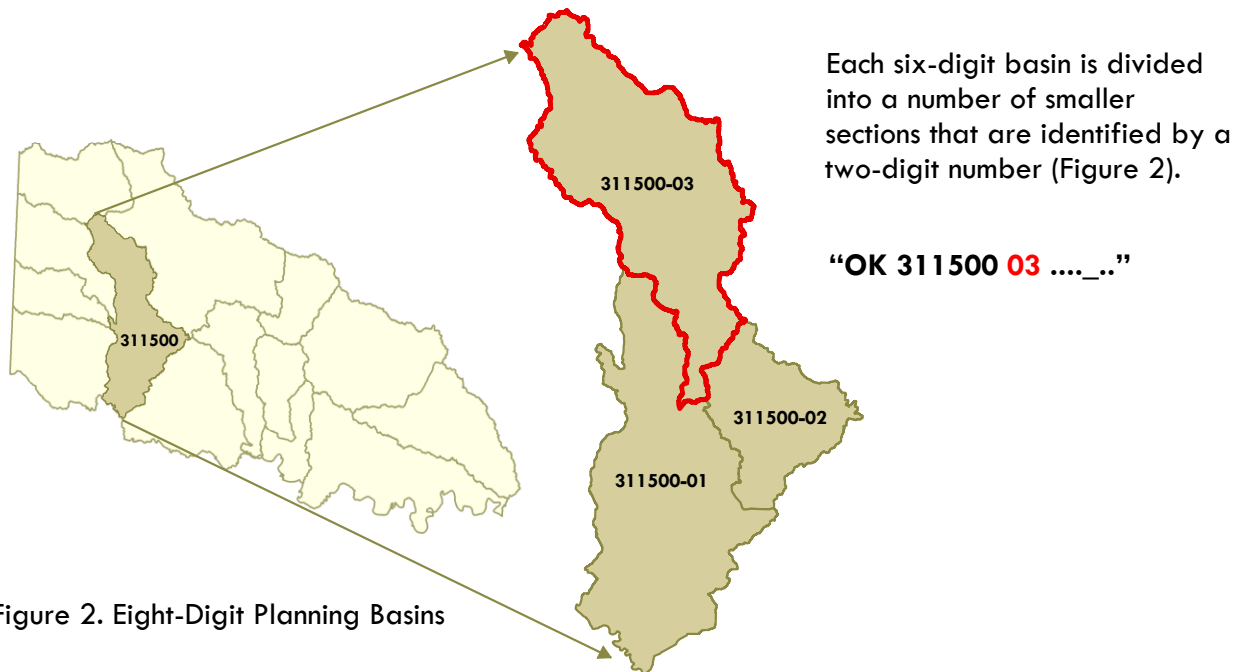 Each six-digit basin is divided
into a number of smaller
sections that are identified by a
two-digit number (Figure 2).
311500-03
“OK 311500 03 ...._..”
311500
311500-02
311500-01
igure 2. Eight-Digit Planning Basins